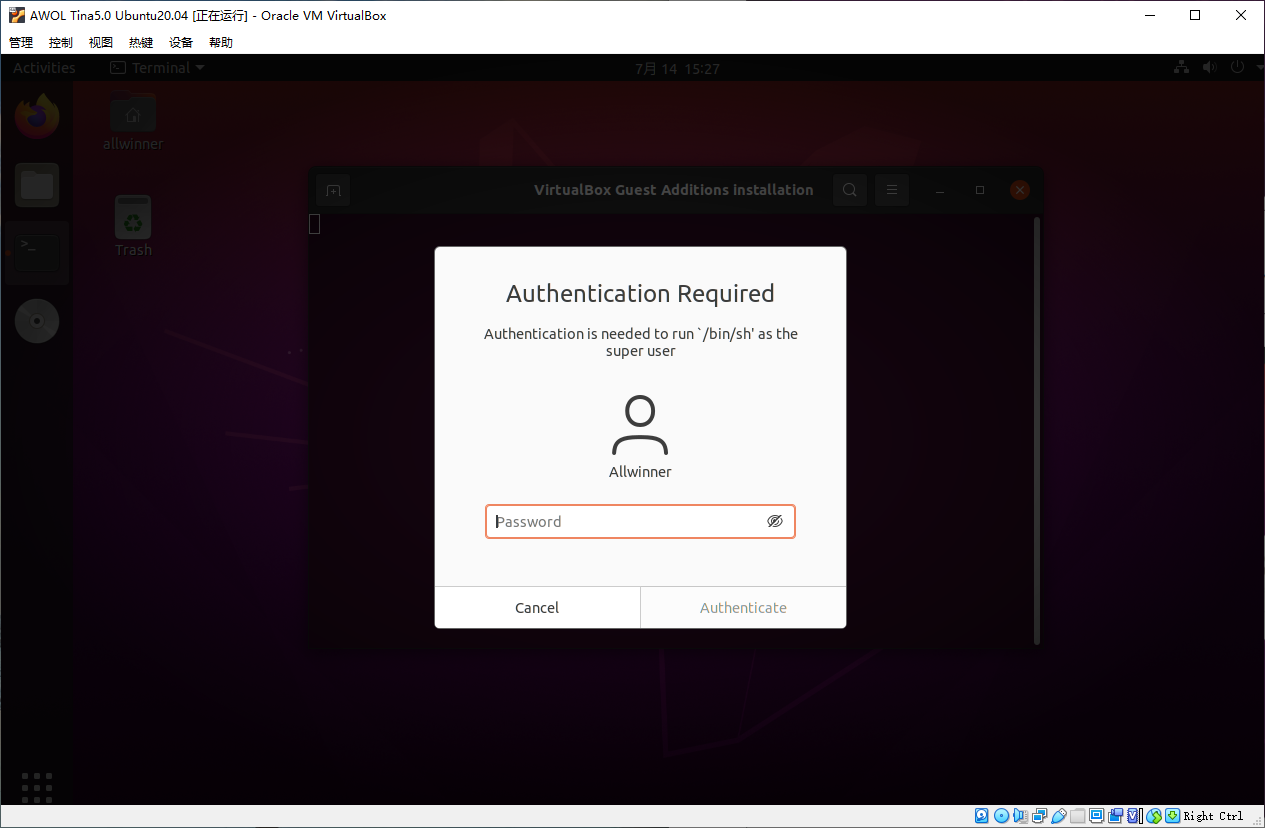 AWOL Tina5.0 Ubuntu20.04 [正在运行] - Oracle VM VirtualBox
管理 控制 视图 热键 设备 帮助
Activities Terminal 7月 14 15:27
allwinner
Trash
VirtualBox Guest Additions installation
Authentication Required
Authentication is needed to run `/bin/sh' as the
super user
Allwinner
Password
Cancel Authenticate
Right Ctrl